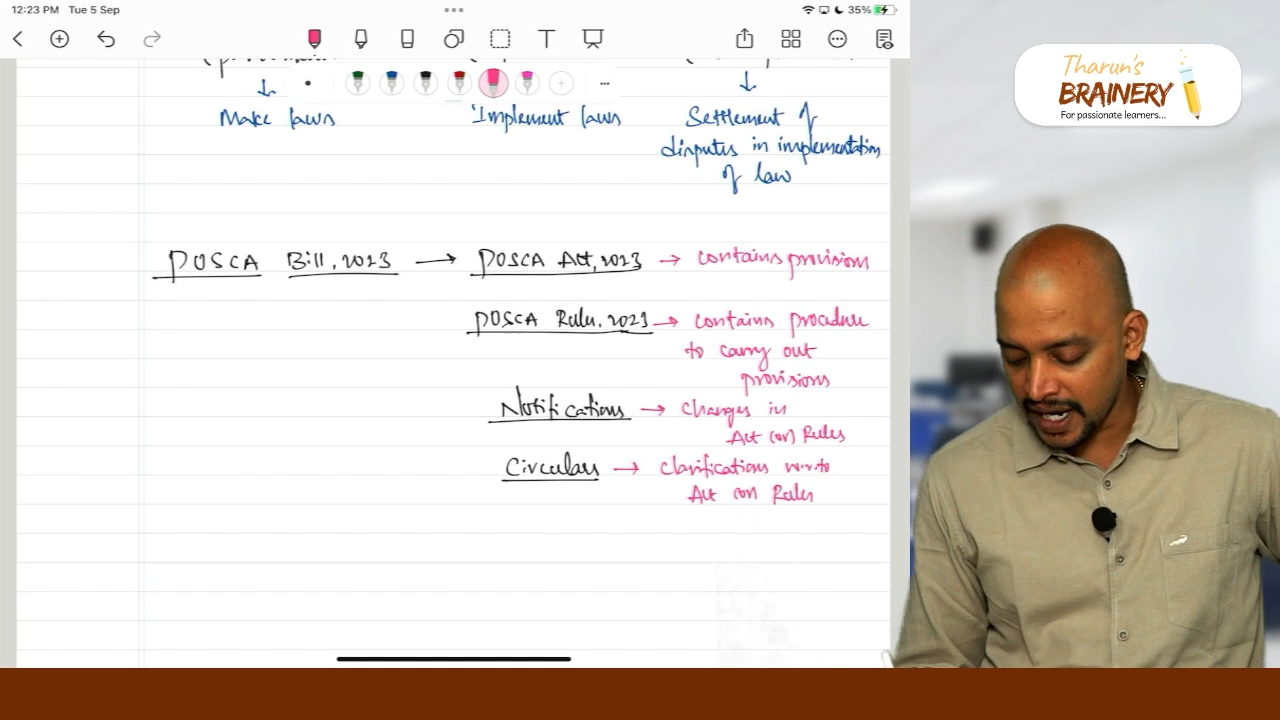 12:23 PM Tue 5 Sep
35%
Tharun's
BRAINERY
For passionate learners...
Make laws
Implement laws
Settlement of
disputes in implementation
of law
POSCA Bill, 2023 → POSCA Act, 2023 → contains provisions
POSCA Rules, 2023 → contains procedure
to carry out
provisions
Notifications → changes in
Act (or) Rules
Circulars → clarifications w.r.to
Act (or) Rules